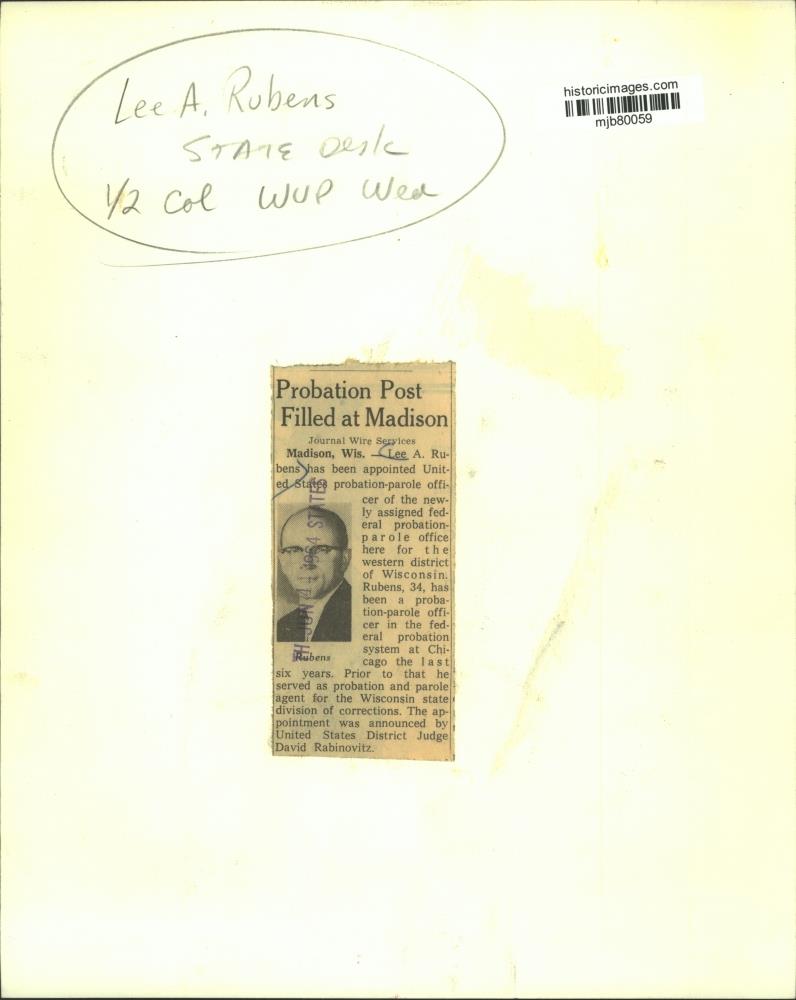 Lee A. Rubens
STATE Desk
1/2 Col WUP Wed
historicimages.com
mjb80059
Probation Post
Filled at Madison
Journal Wire Services
Madison, Wis. — Lee A. Ru-
bens has been appointed Unit-
ed States probation-parole offi-
cer of the new-
ly assigned fed-
eral probation-
parole office
here for the
western district
of Wisconsin.
Rubens, 34, has
been a proba-
tion-parole offi-
cer in the fed-
eral probation
system at Chi-
cago the last
Rubens
six years. Prior to that he
served as probation and parole
agent for the Wisconsin state
division of corrections. The ap-
pointment was announced by
United States District Judge
David Rabinovitz.
JUN 1964 STATES